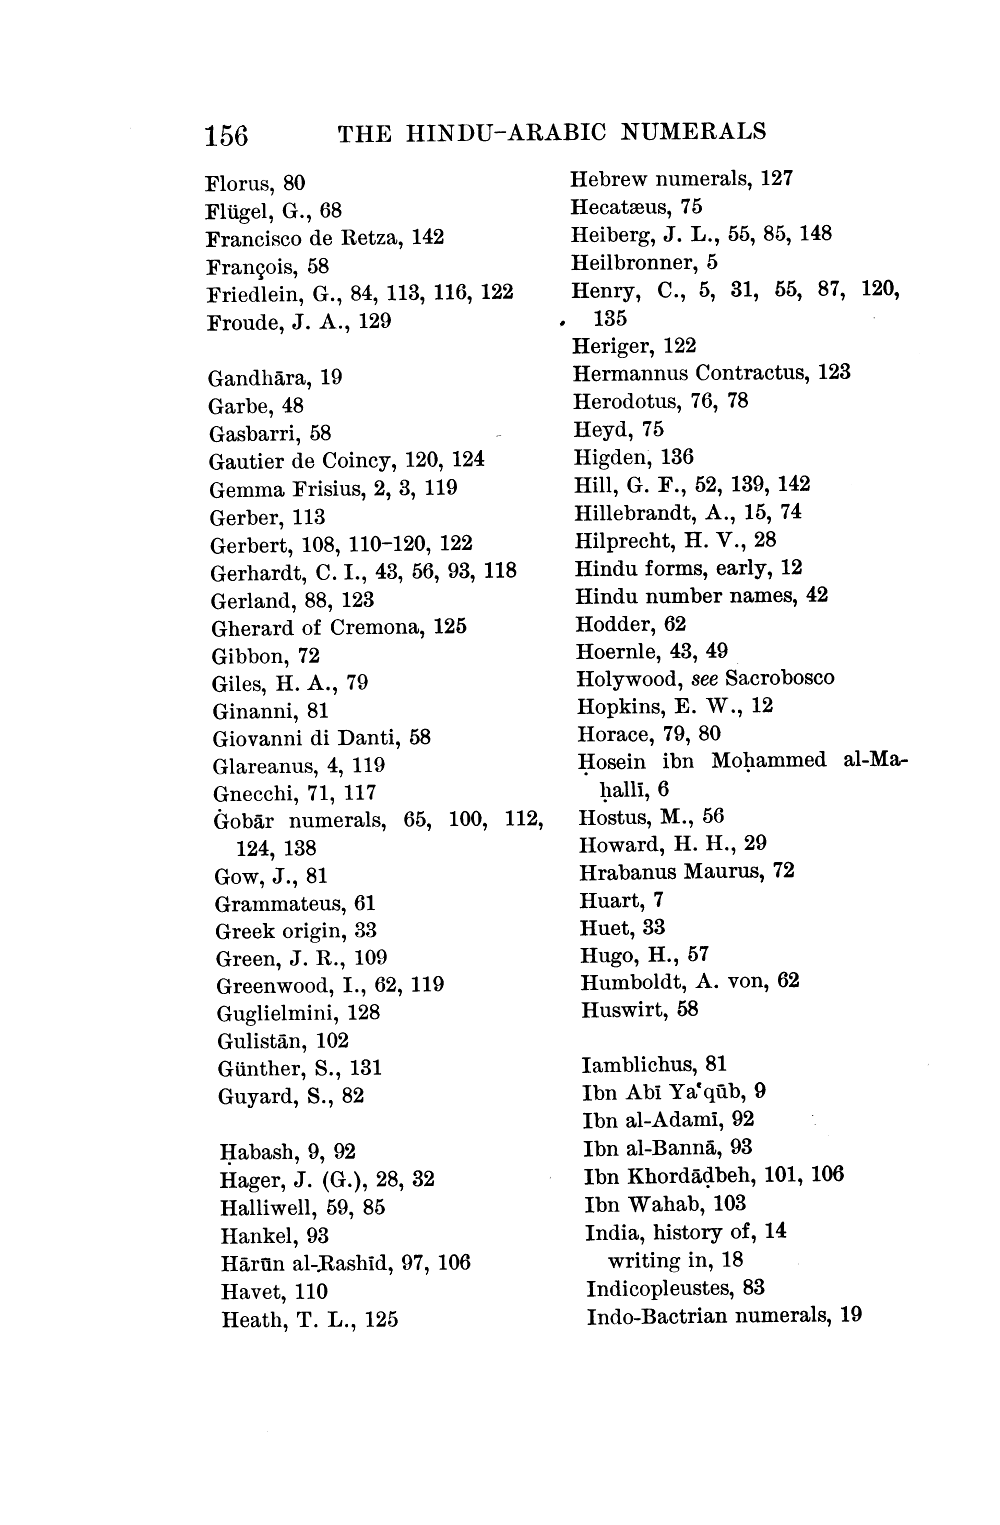 156 THE HINDU-ARABIC NUMERALS
Florus, 80
Flügel, G., 68
Francisco de Retza, 142
François, 58
Friedlein, G., 84, 113, 116, 122
Froude, J. A., 129
Gandhāra, 19
Garbe, 48
Gasbarri, 58
Gautier de Coincy, 120, 124
Gemma Frisius, 2, 3, 119
Gerber, 113
Gerbert, 108, 110-120, 122
Gerhardt, C. I., 43, 56, 93, 118
Gerland, 88, 123
Gherard of Cremona, 125
Gibbon, 72
Giles, H. A., 79
Ginanni, 81
Giovanni di Danti, 58
Glareanus, 4, 119
Gnecchi, 71, 117
Ġobār numerals, 65, 100, 112,
124, 138
Gow, J., 81
Grammateus, 61
Greek origin, 33
Green, J. R., 109
Greenwood, I., 62, 119
Guglielmini, 128
Gulistān, 102
Günther, S., 131
Guyard, S., 82
Ḥabash, 9, 92
Hager, J. (G.), 28, 32
Halliwell, 59, 85
Hankel, 93
Hārūn al-Rashīd, 97, 106
Havet, 110
Heath, T. L., 125
Hebrew numerals, 127
Hecatæus, 75
Heiberg, J. L., 55, 85, 148
Heilbronner, 5
Henry, C., 5, 31, 55, 87, 120,
135
Heriger, 122
Hermannus Contractus, 123
Herodotus, 76, 78
Heyd, 75
Higden, 136
Hill, G. F., 52, 139, 142
Hillebrandt, A., 15, 74
Hilprecht, H. V., 28
Hindu forms, early, 12
Hindu number names, 42
Hodder, 62
Hoernle, 43, 49
Holywood, see Sacrobosco
Hopkins, E. W., 12
Horace, 79, 80
Ḥosein ibn Moḥammed al-Ma-
ḥallī, 6
Hostus, M., 56
Howard, H. H., 29
Hrabanus Maurus, 72
Huart, 7
Huet, 33
Hugo, H., 57
Humboldt, A. von, 62
Huswirt, 58
Iamblichus, 81
Ibn Abī Yaʻqūb, 9
Ibn al-Adamī, 92
Ibn al-Bannā, 93
Ibn Khordāḍbeh, 101, 106
Ibn Wahab, 103
India, history of, 14
writing in, 18
Indicopleustes, 83
Indo-Bactrian numerals, 19